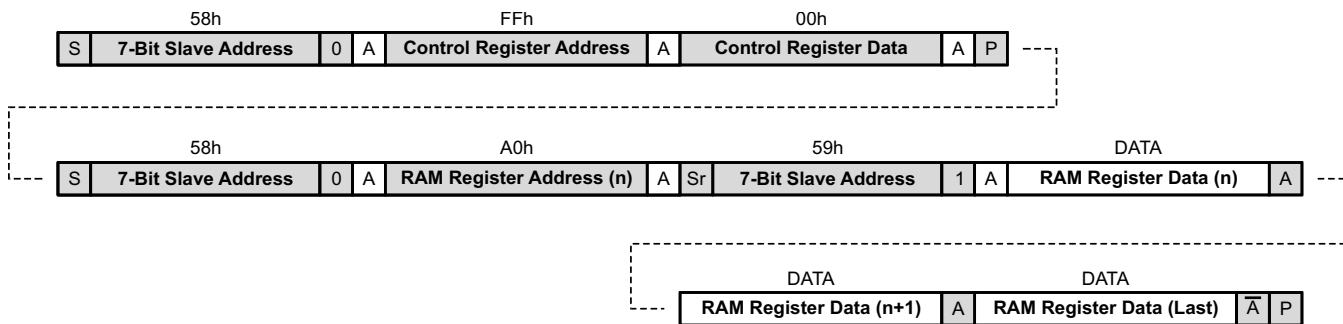 58h FFh 00h
S 7-Bit Slave Address 0 A Control Register Address A Control Register Data A P
58h A0h 59h DATA
S 7-Bit Slave Address 0 A RAM Register Address (n) A Sr 7-Bit Slave Address 1 A RAM Register Data (n) A
DATA DATA
RAM Register Data (n+1) A RAM Register Data (Last) A̅ P